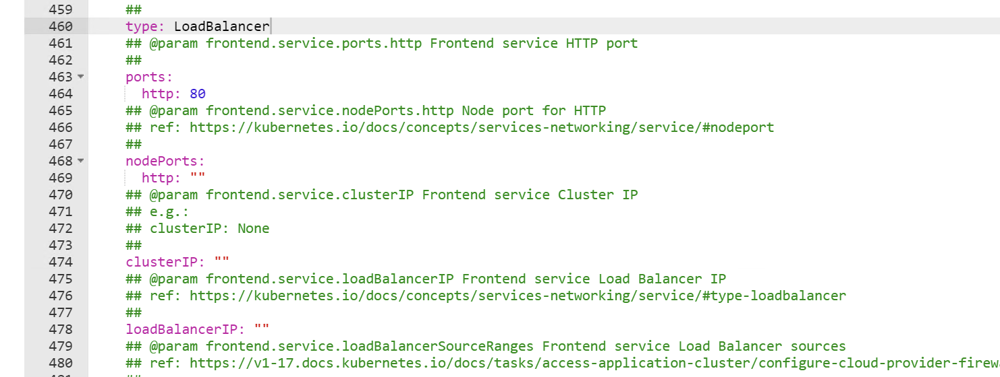 459 ##
460 type: LoadBalancer
461 ## @param frontend.service.ports.http Frontend service HTTP port
462 ##
463 ports:
464 http: 80
465 ## @param frontend.service.nodePorts.http Node port for HTTP
466 ## ref: https://kubernetes.io/docs/concepts/services-networking/service/#nodeport
467 ##
468 nodePorts:
469 http: ""
470 ## @param frontend.service.clusterIP Frontend service Cluster IP
471 ## e.g.:
472 ## clusterIP: None
473 ##
474 clusterIP: ""
475 ## @param frontend.service.loadBalancerIP Frontend service Load Balancer IP
476 ## ref: https://kubernetes.io/docs/concepts/services-networking/service/#type-loadbalancer
477 ##
478 loadBalancerIP: ""
479 ## @param frontend.service.loadBalancerSourceRanges Frontend service Load Balancer sources
480 ## ref: https://v1-17.docs.kubernetes.io/docs/tasks/access-application-cluster/configure-cloud-provider-firew